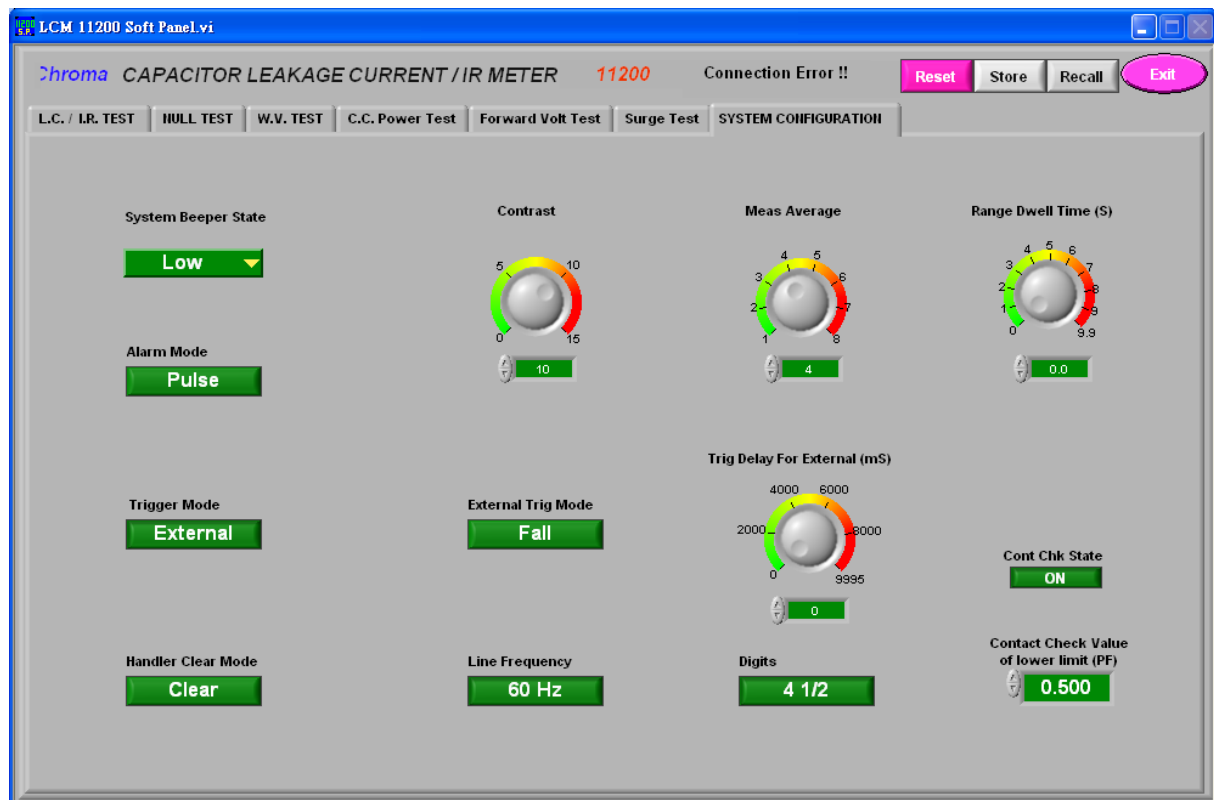 11200 S.P. LCM 11200 Soft Panel.vi
Chroma CAPACITOR LEAKAGE CURRENT / IR METER 11200 Connection Error !! Reset Store Recall Exit
L.C. / I.R. TEST NULL TEST W.V. TEST C.C. Power Test Forward Volt Test Surge Test SYSTEM CONFIGURATION
System Beeper State
Low
Contrast
0 5 10 15
10
Meas Average
1 2 3 4 5 6 7 8
4
Range Dwell Time (S)
0 1 2 3 4 5 6 7 8 9 9.9
0.0
Alarm Mode
Pulse
Trigger Mode
External
External Trig Mode
Fall
Trig Delay For External (mS)
0 2000 4000 6000 8000 9995
0
Cont Chk State
ON
Handler Clear Mode
Clear
Line Frequency
60 Hz
Digits
4 1/2
Contact Check Value
of lower limit (PF)
0.500